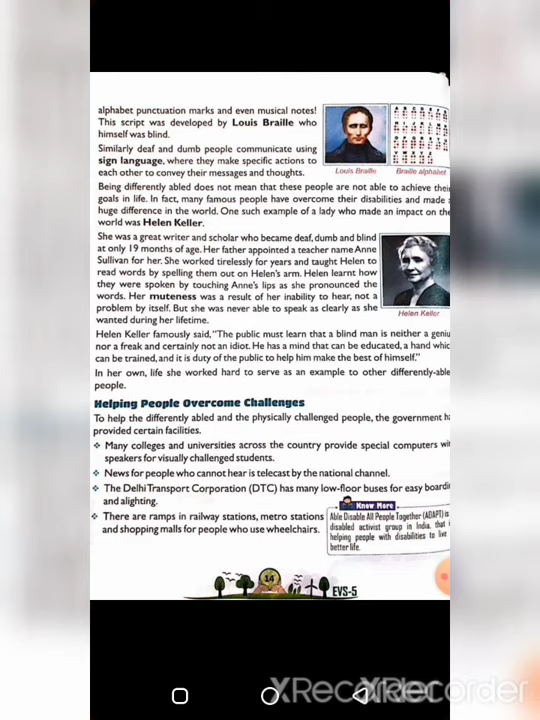 alphabet punctuation marks and even musical notes!
This script was developed by Louis Braille who
himself was blind.
Similarly deaf and dumb people communicate using
sign language, where they make specific actions to
each other to convey their messages and thoughts.
Louis Braille
Braille alphabet
Being differently abled does not mean that these people are not able to achieve thei
goals in life. In fact, many famous people have overcome their disabilities and made
huge difference in the world. One such example of a lady who made an impact on the
world was Helen Keller.
She was a great writer and scholar who became deaf, dumb and blind
at only 19 months of age. Her father appointed a teacher name Anne
Sullivan for her. She worked tirelessly for years and taught Helen to
read words by spelling them out on Helen's arm. Helen learnt how
they were spoken by touching Anne's lips as she pronounced the
words. Her muteness was a result of her inability to hear, not a
problem by itself. But she was never able to speak as clearly as she
wanted during her lifetime.
Helen Keller
Helen Keller famously said, "The public must learn that a blind man is neither a geniu
nor a freak and certainly not an idiot. He has a mind that can be educated, a hand whic
can be trained, and it is duty of the public to help him make the best of himself."
In her own, life she worked hard to serve as an example to other differently-able
people.
Helping People Overcome Challenges
To help the differently abled and the physically challenged people, the government ha
provided certain facilities.
❖ Many colleges and universities across the country provide special computers wi
speakers for visually challenged students.
❖ News for people who cannot hear is telecast by the national channel.
❖ The Delhi Transport Corporation (DTC) has many low-floor buses for easy boardi
and alighting.
❖ There are ramps in railway stations, metro stations
and shopping malls for people who use wheelchairs.
Know More
Able Disable All People Together (ADAPT) is
disabled activist group in India, that i
helping people with disabilities to live
better life.
14
EVS-5
XRecorder
XRecorder